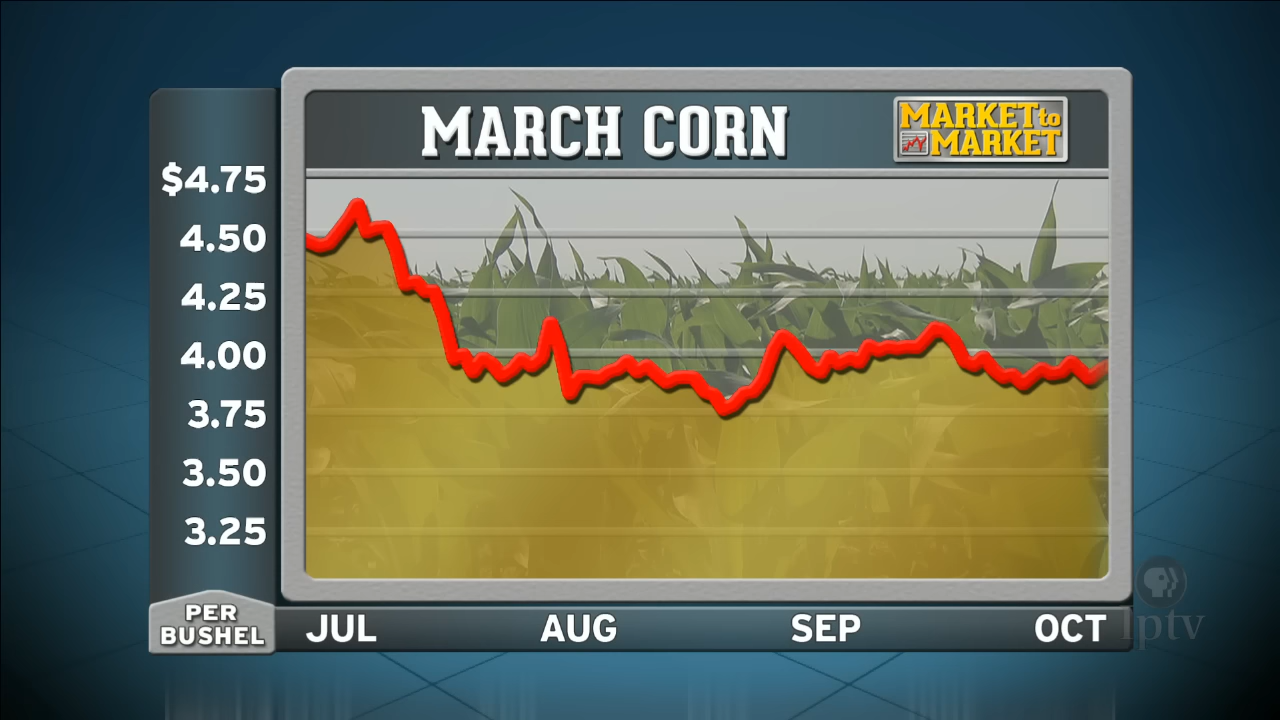 MARCH CORN
MARKET to
MARKET
$4.75
4.50
4.25
4.00
3.75
3.50
3.25
PER
BUSHEL
JUL AUG SEP OCT
iptv